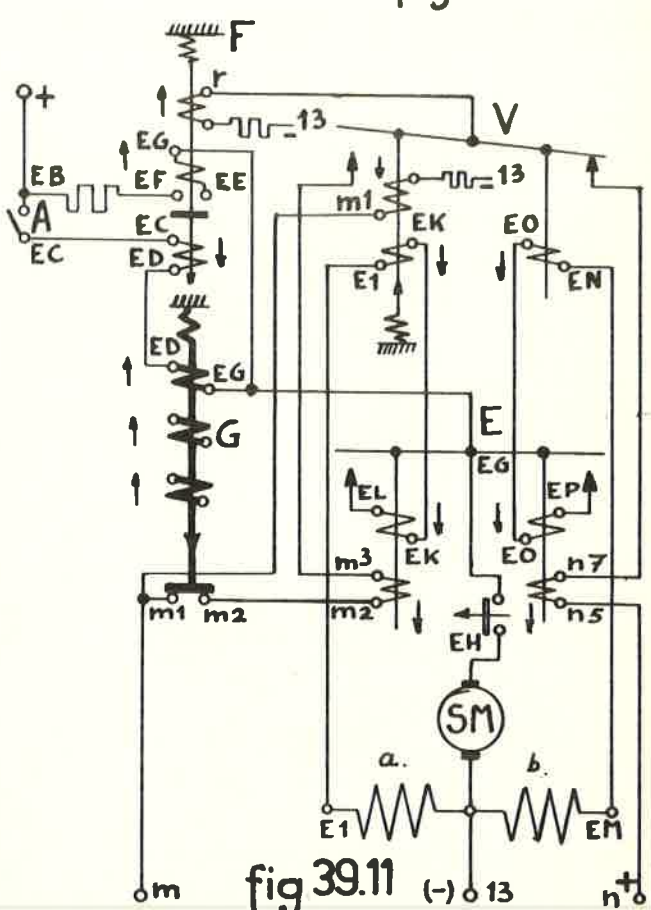 F
r
+
13
V
EG
EB
EF
EE
13
m1
A
EC
EK
EO
EC
ED
E1
EN
ED
EG
E
G
EG
EL
EP
EK
EO
m3
n7
m1
m2
m2
n5
EH
SM
a.
b.
E1
EM
m
fig 39.11
(-) 13
n+